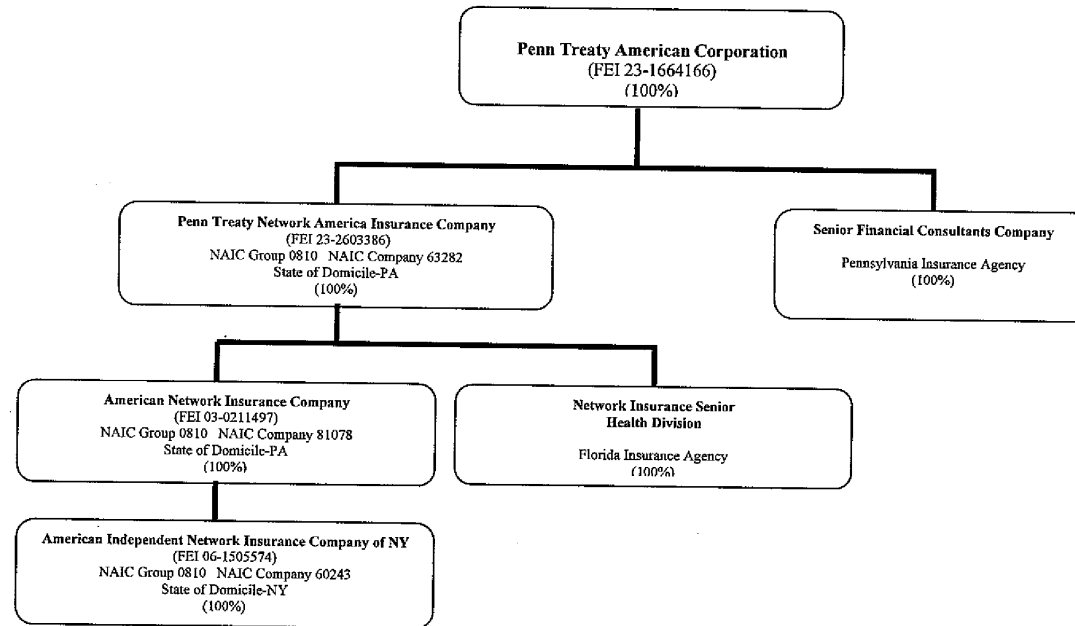 Penn Treaty American Corporation
(FEI 23-1664166)
(100%)
Penn Treaty Network America Insurance Company
(FEI 23-2603386)
NAIC Group 0810 NAIC Company 63282
State of Domicile-PA
(100%)
Senior Financial Consultants Company
Pennsylvania Insurance Agency
(100%)
American Network Insurance Company
(FEI 03-0211497)
NAIC Group 0810 NAIC Company 81078
State of Domicile-PA
(100%)
Network Insurance Senior
Health Division
Florida Insurance Agency
(100%)
American Independent Network Insurance Company of NY
(FEI 06-1505574)
NAIC Group 0810 NAIC Company 60243
State of Domicile-NY
(100%)